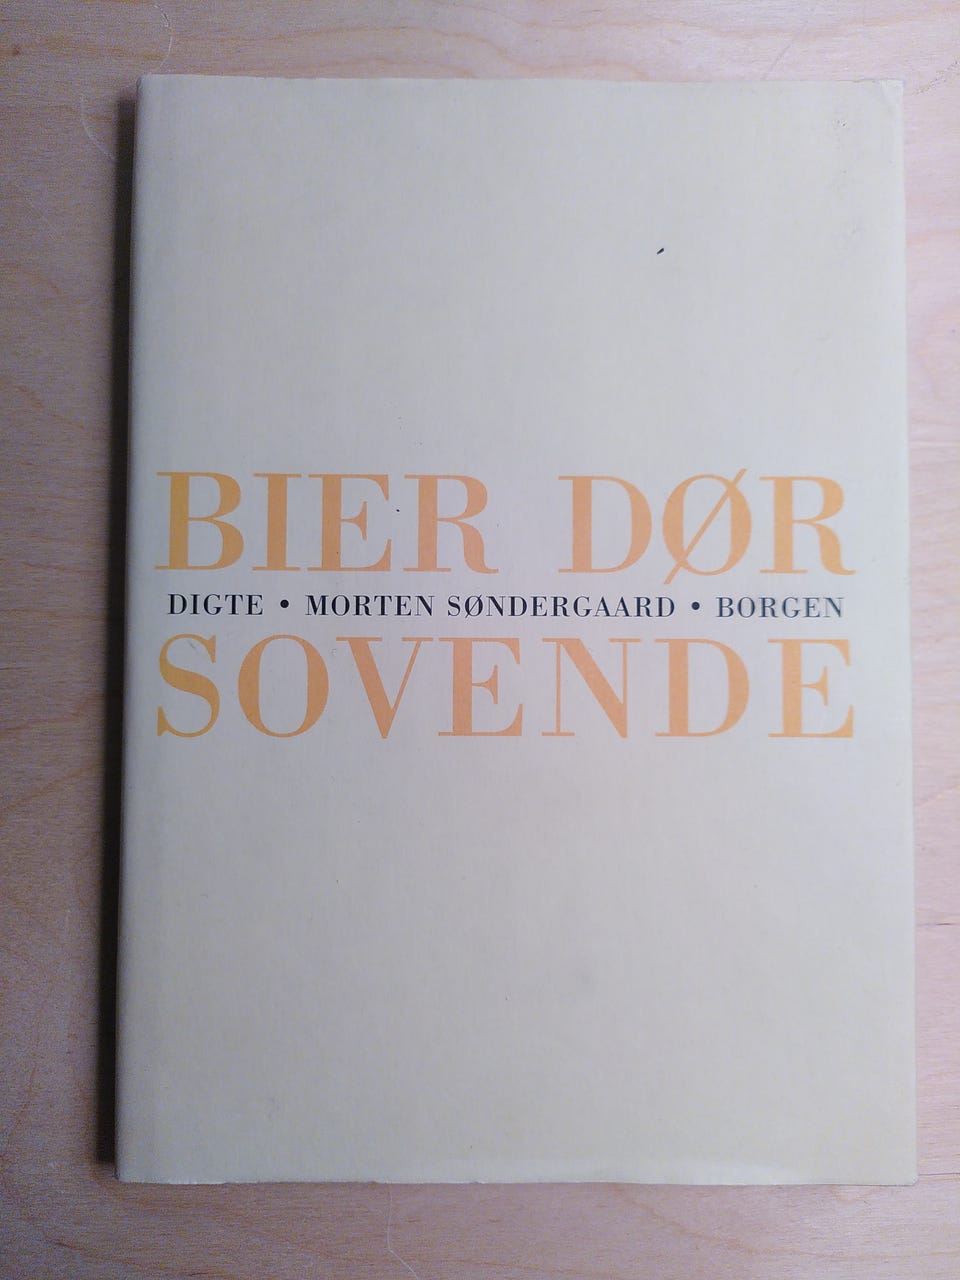 BIER DØR
DIGTE • MORTEN SØNDERGAARD • BORGEN
SOVENDE